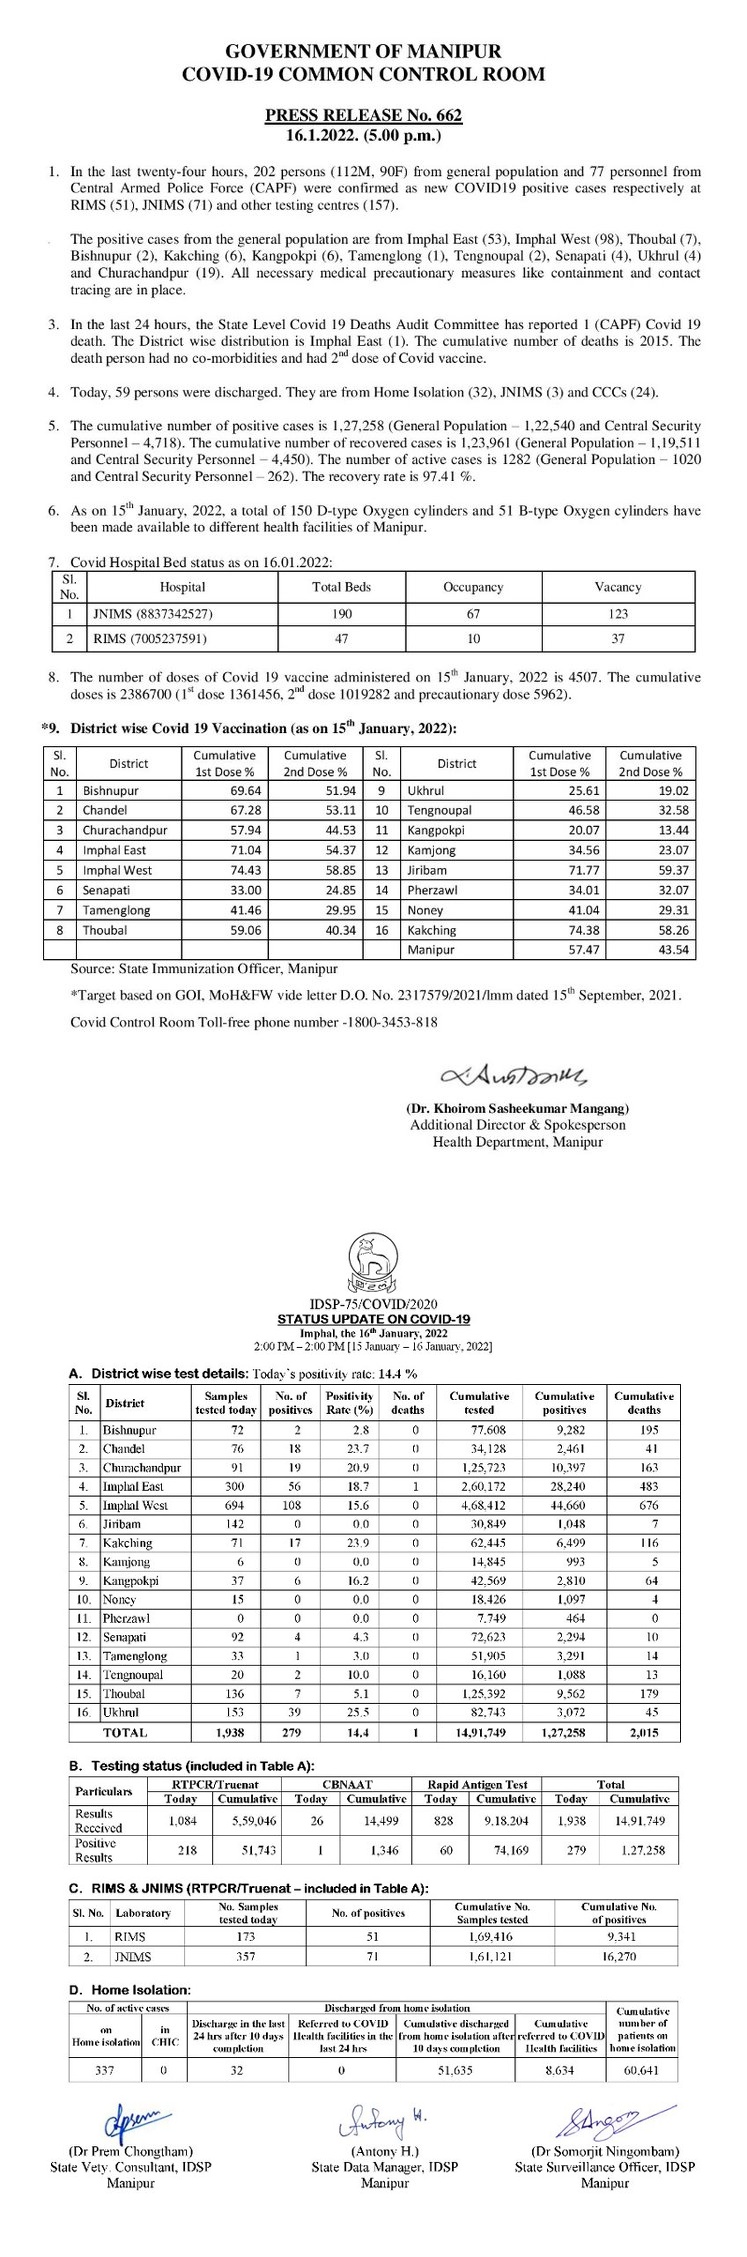 GOVERNMENT OF MANIPUR
COVID-19 COMMON CONTROL ROOM
PRESS RELEASE No. 662
16.1.2022. (5.00 p.m.)
1. In the last twenty-four hours, 202 persons (112M, 90F) from general population and 77 personnel from
Central Armed Police Force (CAPF) were confirmed as new COVID19 positive cases respectively at
RIMS (51), JNIMS (71) and other testing centres (157).
The positive cases from the general population are from Imphal East (53), Imphal West (98), Thoubal (7),
Bishnupur (2), Kakching (6), Kangpokpi (6), Tamenglong (1), Tengnoupal (2), Senapati (4), Ukhrul (4)
and Churachandpur (19). All necessary medical precautionary measures like containment and contact
tracing are in place.
3. In the last 24 hours, the State Level Covid 19 Deaths Audit Committee has reported 1 (CAPF) Covid 19
death. The District wise distribution is Imphal East (1). The cumulative number of deaths is 2015. The
death person had no co-morbidities and had 2nd dose of Covid vaccine.
4. Today, 59 persons were discharged. They are from Home Isolation (32), JNIMS (3) and CCCs (24).
5. The cumulative number of positive cases is 1,27,258 (General Population – 1,22,540 and Central Security
Personnel – 4,718). The cumulative number of recovered cases is 1,23,961 (General Population – 1,19,511
and Central Security Personnel – 4,450). The number of active cases is 1282 (General Population – 1020
and Central Security Personnel – 262). The recovery rate is 97.41 %.
6. As on 15th January, 2022, a total of 150 D-type Oxygen cylinders and 51 B-type Oxygen cylinders have
been made available to different health facilities of Manipur.
7. Covid Hospital Bed status as on 16.01.2022:
Sl. No. Hospital Total Beds Occupancy Vacancy
1 JNIMS (8837342527) 190 67 123
2 RIMS (7005237591) 47 10 37
8. The number of doses of Covid 19 vaccine administered on 15th January, 2022 is 4507. The cumulative
doses is 2386700 (1st dose 1361456, 2nd dose 1019282 and precautionary dose 5962).
*9. District wise Covid 19 Vaccination (as on 15th January, 2022):
Sl. No. District Cumulative 1st Dose % Cumulative 2nd Dose % Sl. No. District Cumulative 1st Dose % Cumulative 2nd Dose %
1 Bishnupur 69.64 51.94 9 Ukhrul 25.61 19.02
2 Chandel 67.28 53.11 10 Tengnoupal 46.58 32.58
3 Churachandpur 57.94 44.53 11 Kangpokpi 20.07 13.44
4 Imphal East 71.04 54.37 12 Kamjong 34.56 23.07
5 Imphal West 74.43 58.85 13 Jiribam 71.77 59.37
6 Senapati 33.00 24.85 14 Pherzawl 34.01 32.07
7 Tamenglong 41.46 29.95 15 Noney 41.04 29.31
8 Thoubal 59.06 40.34 16 Kakching 74.38 58.26
Manipur 57.47 43.54
Source: State Immunization Officer, Manipur
*Target based on GOI, MoH&FW vide letter D.O. No. 2317579/2021/Imm dated 15th September, 2021.
Covid Control Room Toll-free phone number -1800-3453-818
(Dr. Khoirom Sasheekumar Mangang)
Additional Director & Spokesperson
Health Department, Manipur
IDSP-75/COVID/2020
STATUS UPDATE ON COVID-19
Imphal, the 16th January, 2022
2:00 PM – 2:00 PM [15 January – 16 January, 2022]
A. District wise test details: Today's positivity rate: 14.4 %
Sl. No. District Samples tested today No. of positives Positivity Rate (%) No. of deaths Cumulative tested Cumulative positives Cumulative deaths
1. Bishnupur 72 2 2.8 0 77,608 9,282 195
2. Chandel 76 18 23.7 0 34,128 2,461 41
3. Churachandpur 91 19 20.9 0 1,25,723 10,397 163
4. Imphal East 300 56 18.7 1 2,60,172 28,240 483
5. Imphal West 694 108 15.6 0 4,68,412 44,660 676
6. Jiribam 142 0 0.0 0 30,849 1,048 7
7. Kakching 71 17 23.9 0 62,445 6,499 116
8. Kamjong 6 0 0.0 0 14,845 993 5
9. Kangpokpi 37 6 16.2 0 42,569 2,810 64
10. Noney 15 0 0.0 0 18,426 1,097 4
11. Pherzawl 0 0 0.0 0 7,749 464 0
12. Senapati 92 4 4.3 0 72,623 2,294 10
13. Tamenglong 33 1 3.0 0 51,905 3,291 14
14. Tengnoupal 20 2 10.0 0 16,160 1,088 13
15. Thoubal 136 7 5.1 0 1,25,392 9,562 179
16. Ukhrul 153 39 25.5 0 82,743 3,072 45
TOTAL 1,938 279 14.4 1 14,91,749 1,27,258 2,015
B. Testing status (included in Table A):
Particulars RTPCR/Truenat CBNAAT Rapid Antigen Test Total
Today Cumulative Today Cumulative Today Cumulative Today Cumulative
Results Received 1,084 5,59,046 26 14,499 828 9,18,204 1,938 14,91,749
Positive Results 218 51,743 1 1,346 60 74,169 279 1,27,258
C. RIMS & JNIMS (RTPCR/Truenat – included in Table A):
Sl. No. Laboratory No. Samples tested today No. of positives Cumulative No. Samples tested Cumulative No. of positives
1. RIMS 173 51 1,69,416 9,341
2. JNIMS 357 71 1,61,121 16,270
D. Home Isolation:
No. of active cases Discharged from home isolation Cumulative number of patients on home isolation
on Home isolation in CHIC Discharge in the last 24 hrs after 10 days completion Referred to COVID Health facilities in the last 24 hrs Cumulative discharged from home isolation after 10 days completion Cumulative referred to COVID Health facilities
337 0 32 0 51,635 8,634 60,641
Antony H.
(Dr Prem Chongtham) (Antony H.) (Dr Somorjit Ningombam)
State Vety. Consultant, IDSP State Data Manager, IDSP State Surveillance Officer, IDSP
Manipur Manipur Manipur